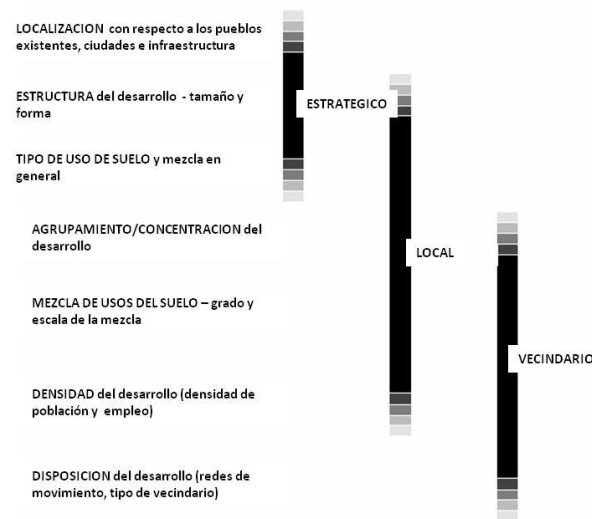 LOCALIZACION con respecto a los pueblos
existentes, ciudades e infraestructura
ESTRUCTURA del desarrollo - tamaño y
forma
ESTRATEGICO
TIPO DE USO DE SUELO y mezcla en
general
AGRUPAMIENTO/CONCENTRACION del
desarrollo
LOCAL
MEZCLA DE USOS DEL SUELO – grado y
escala de la mezcla
VECINDARIO
DENSIDAD del desarrollo (densidad de
población y empleo)
DISPOSICION del desarrollo (redes de
movimiento, tipo de vecindario)